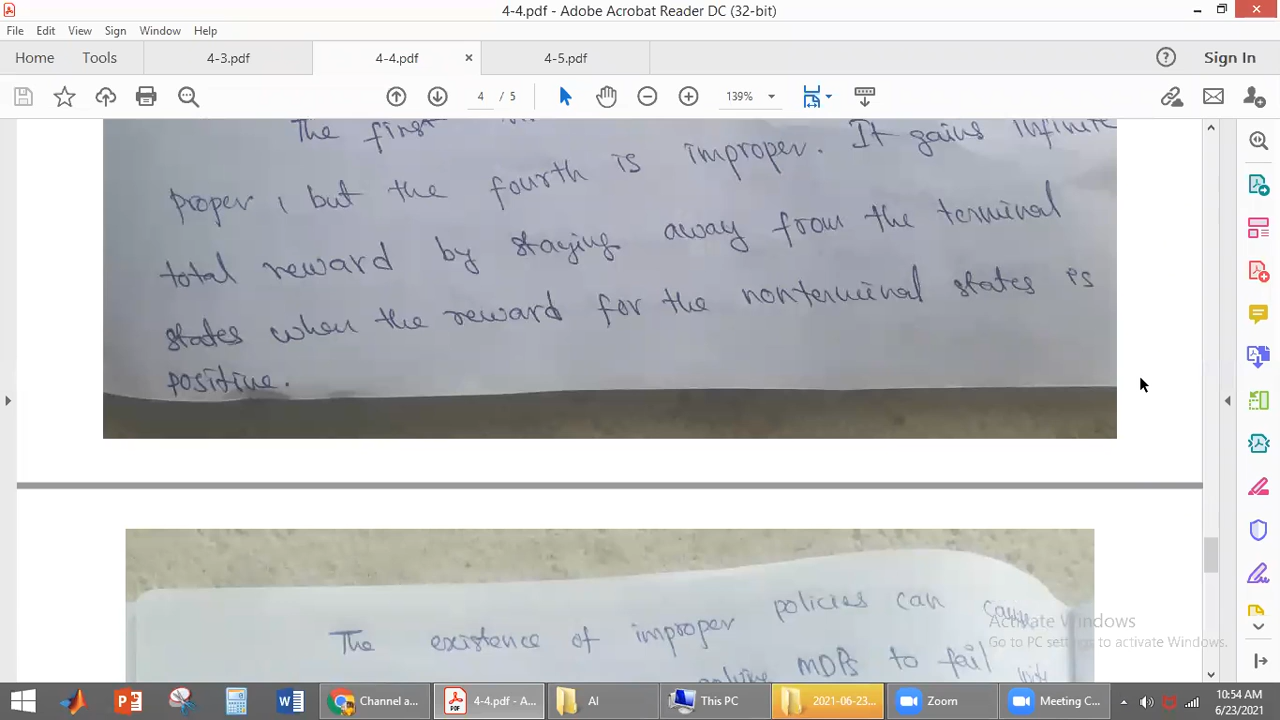 4-4.pdf - Adobe Acrobat Reader DC (32-bit)
File Edit View Sign Window Help
Home Tools 4-3.pdf 4-4.pdf × 4-5.pdf Sign In
4 / 5 139%
The first
proper, but the fourth is improper. It gains infinite
total reward by staying away from the terminal
states when the reward for the nonterminal states is
positive.
The existence of improper policies can
MDPs to fail
Activate Windows
Go to PC settings to activate Windows.
Channel a... 4-4.pdf - A... AI This PC 2021-06-23... Zoom Meeting C... 10:54 AM
6/23/2021